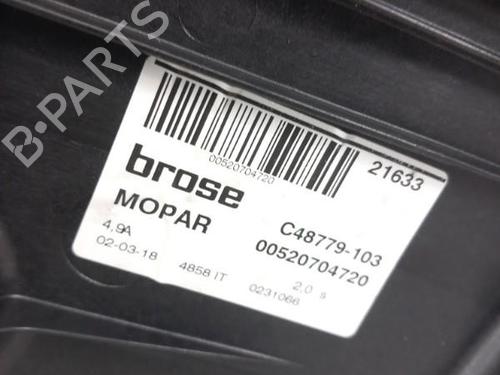 B-PARTS
00520704720
21633
brose
MOPAR
C48779-103
00520704720
4,9A
02-03-18
4858 IT
0231066
2,0 s